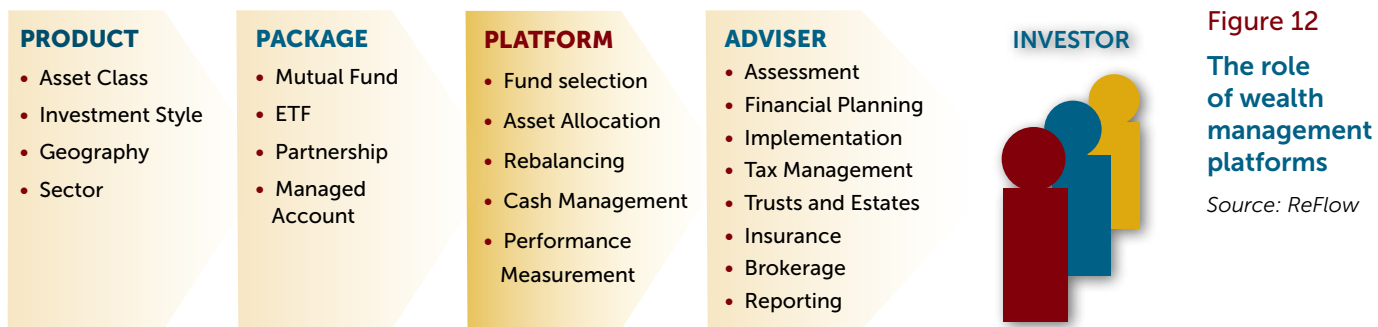 PRODUCT
• Asset Class
• Investment Style
• Geography
• Sector
PACKAGE
• Mutual Fund
• ETF
• Partnership
• Managed
Account
PLATFORM
• Fund selection
• Asset Allocation
• Rebalancing
• Cash Management
• Performance
Measurement
ADVISER
• Assessment
• Financial Planning
• Implementation
• Tax Management
• Trusts and Estates
• Insurance
• Brokerage
• Reporting
INVESTOR
Figure 12
The role
of wealth
management
platforms
Source: ReFlow